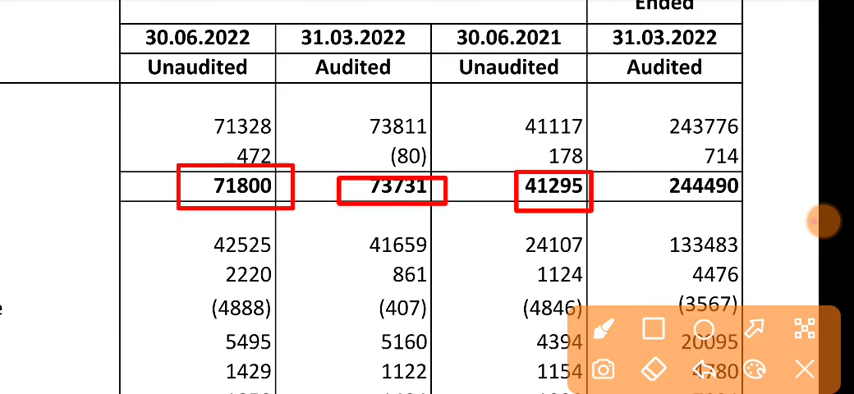 Ended
30.06.2022 31.03.2022 30.06.2021 31.03.2022
Unaudited Audited Unaudited Audited
71328 73811 41117 243776
472 (80) 178 714
71800 73731 41295 244490
42525 41659 24107 133483
2220 861 1124 4476
e (4888) (407) (4846) (3567)
5495 5160 4394 20095
1429 1122 1154 4780